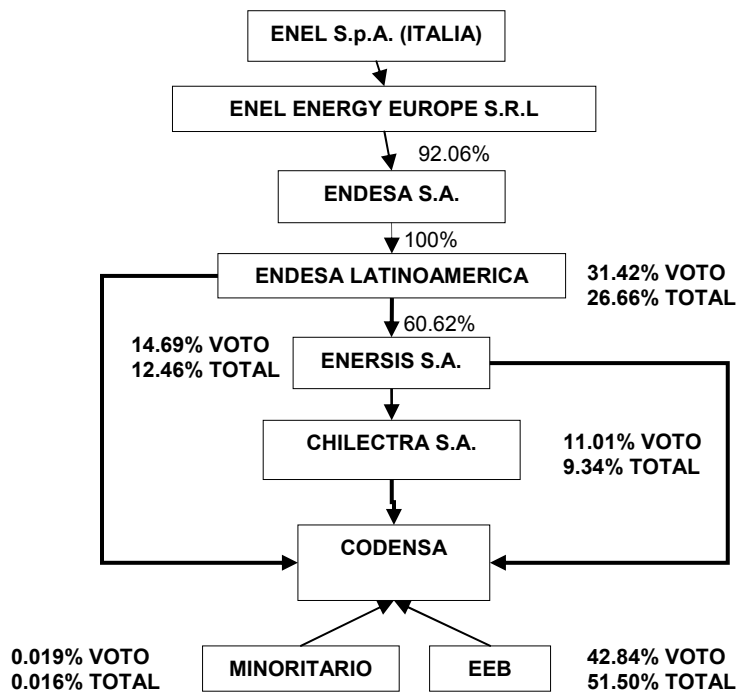 ENEL S.p.A. (ITALIA)
ENEL ENERGY EUROPE S.R.L
92.06%
ENDESA S.A.
100%
ENDESA LATINOAMERICA
31.42% VOTO
26.66% TOTAL
60.62%
14.69% VOTO
12.46% TOTAL
ENERSIS S.A.
CHILECTRA S.A.
11.01% VOTO
9.34% TOTAL
CODENSA
0.019% VOTO
0.016% TOTAL
MINORITARIO
EEB
42.84% VOTO
51.50% TOTAL